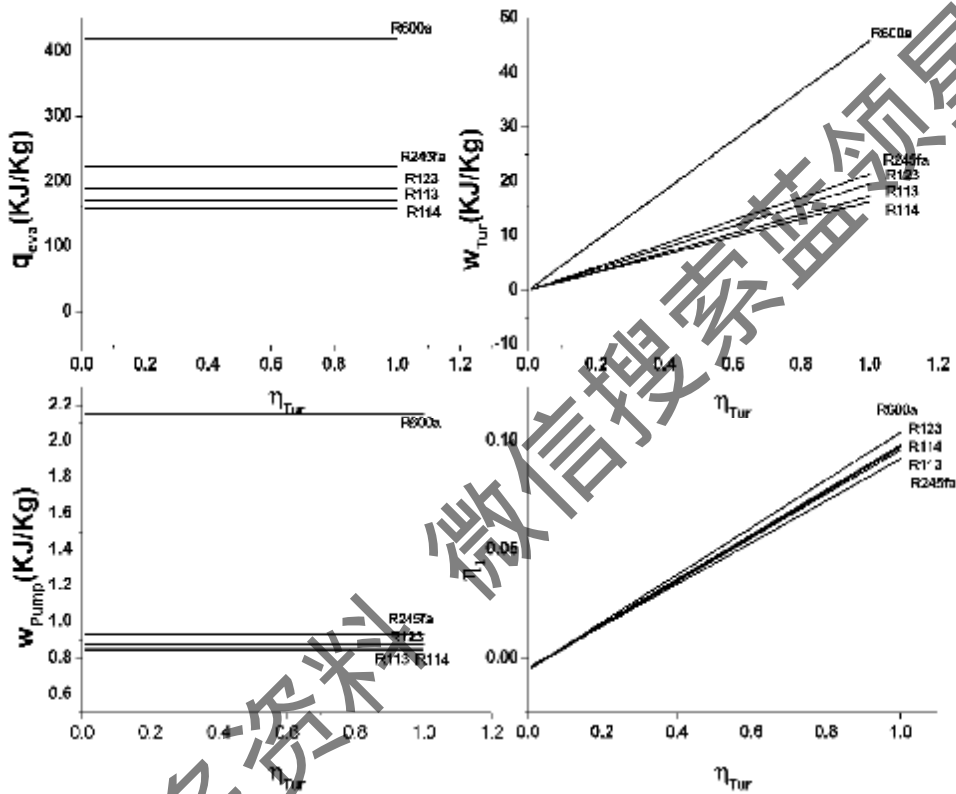 400
300
200
100
0
q_eva(KJ/Kg)
R600a
R245fa
R123
R113
R114
0.0 0.2 0.4 0.6 0.8 1.0 1.2
η_Tur
50
40
30
20
10
0
-10
w_Tur(KJ/Kg)
R600a
R245fa
R123
R113
R114
0.0 0.2 0.4 0.6 0.8 1.0 1.2
η_Tur
2.2
2.0
1.8
1.6
1.4
1.2
1.0
0.8
0.6
w_Pump(KJ/Kg)
R600a
R245fa
R123
R113 R114
0.0 0.2 0.4 0.6 0.8 1.0 1.2
η_Tur
0.10
0.05
0.00
R600a
R123
R114
R113
R245fa
0.0 0.2 0.4 0.6 0.8 1.0
η_Tur
资料 微信搜索蓝领星